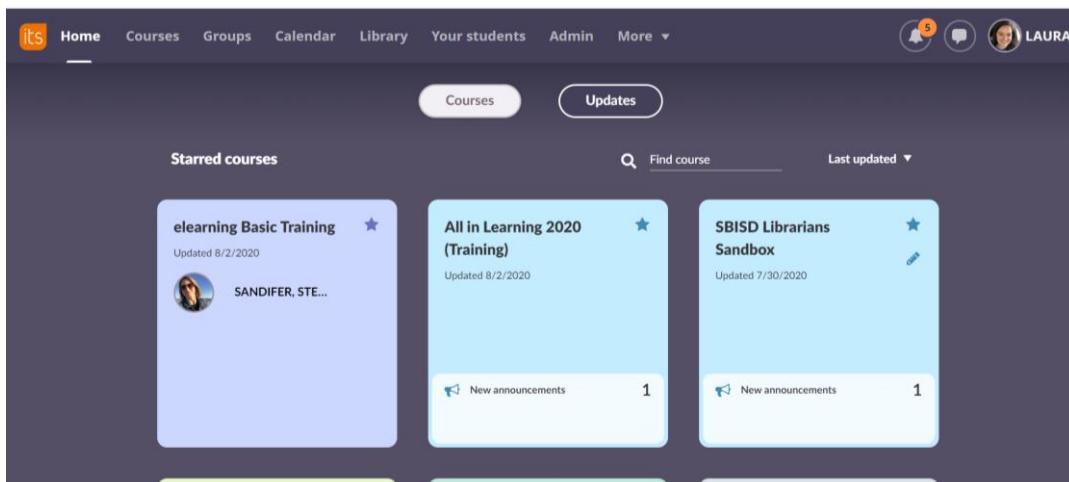 its Home Courses Groups Calendar Library Your students Admin More ▼ 5 LAURA
Courses Updates
Starred courses Find course Last updated ▼
elearning Basic Training
Updated 8/2/2020
SANDIFER, STE...
All in Learning 2020
(Training)
Updated 8/2/2020
New announcements 1
SBISD Librarians
Sandbox
Updated 7/30/2020
New announcements 1